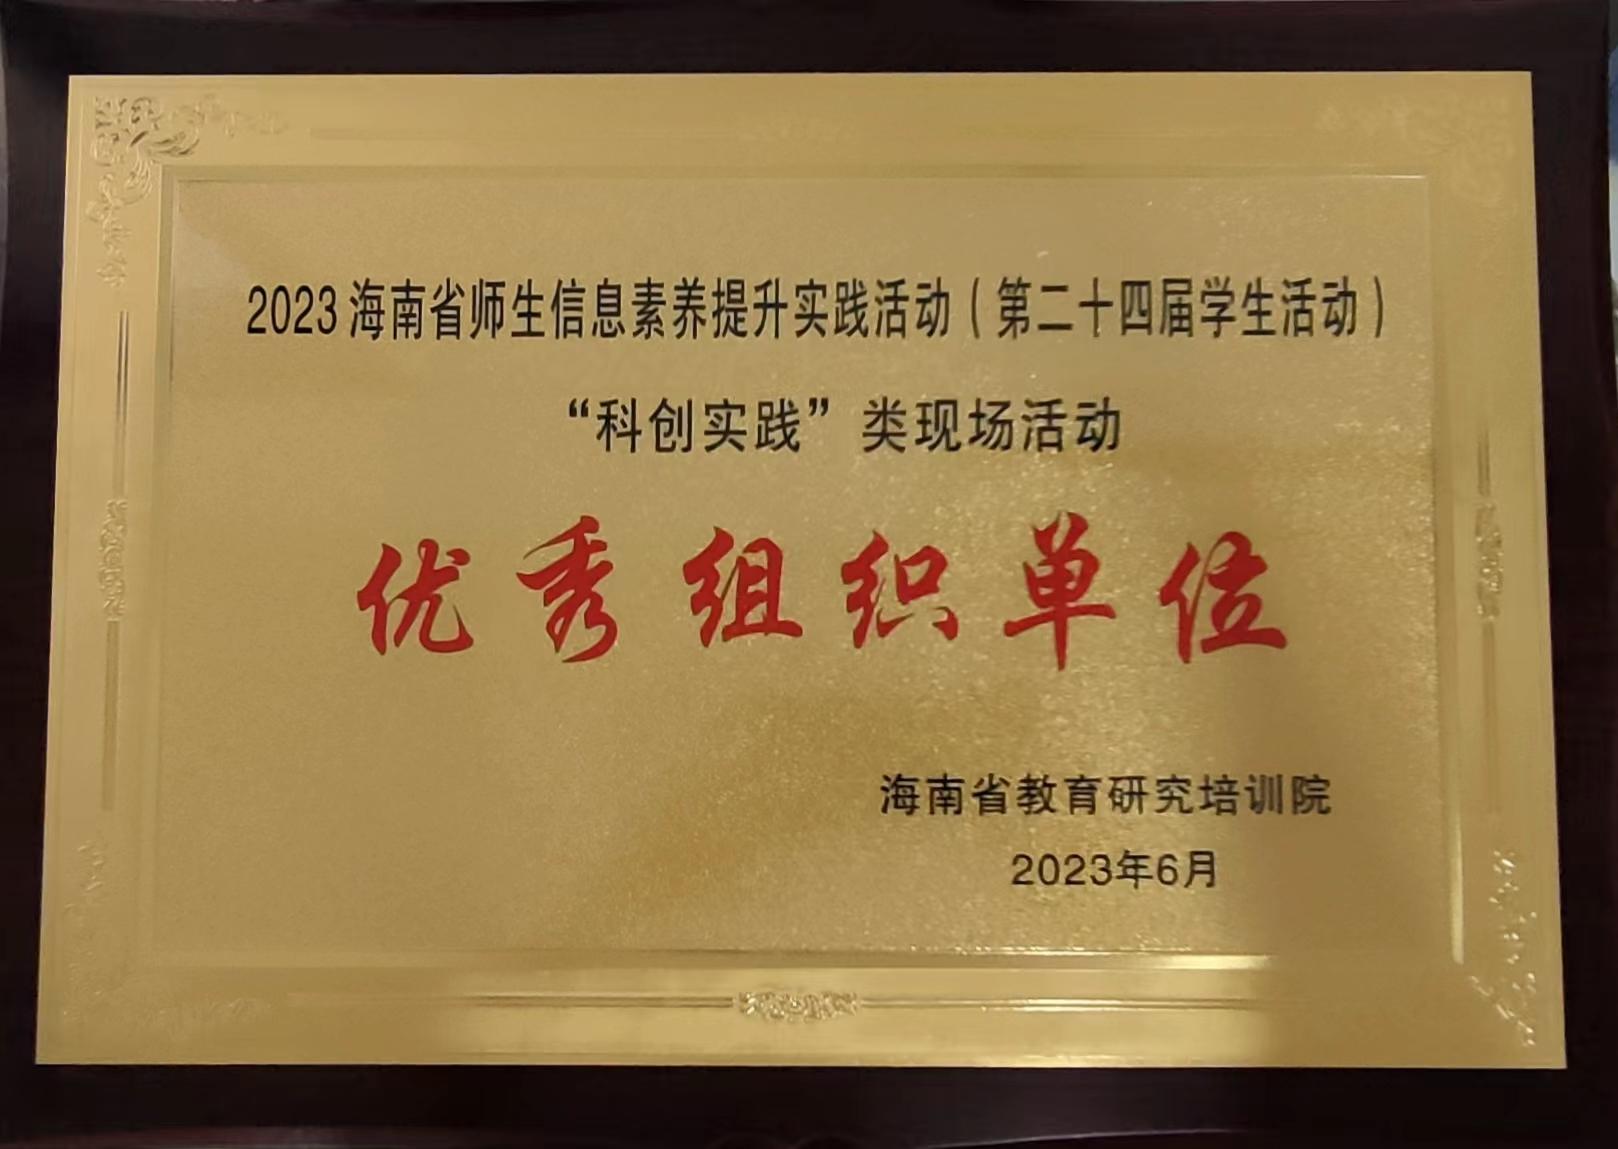 2023海南省师生信息素养提升实践活动(第二十四届学生活动)
“科创实践”类现场活动
优秀组织单位
海南省教育研究培训院
2023年6月